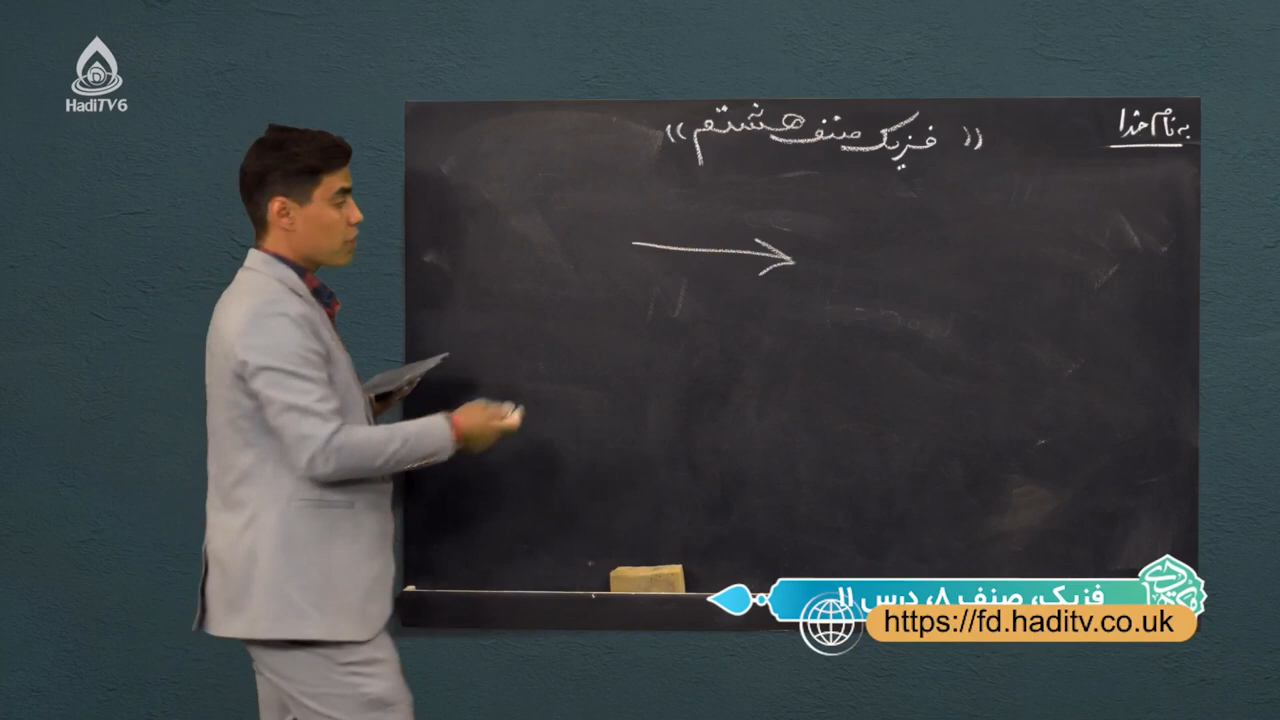 HadiTV6
به نام خدا
« فزیک صنف هشتم »
فزیک، صنف ۸، درس ۱۱
https://fd.haditv.co.uk